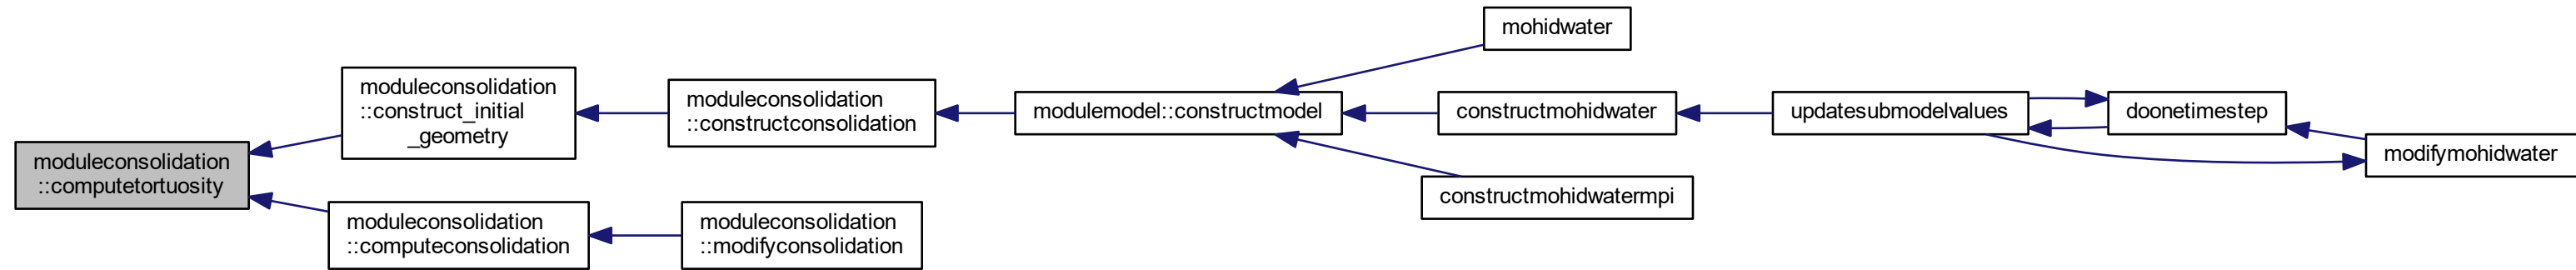 moduleconsolidation
::computetortuosity
moduleconsolidation
::construct_initial
_geometry
moduleconsolidation
::computeconsolidation
moduleconsolidation
::constructconsolidation
moduleconsolidation
::modifyconsolidation
modulemodel::constructmodel
mohidwater
constructmohidwater
constructmohidwatermpi
updatesubmodelvalues
doonetimestep
modifymohidwater